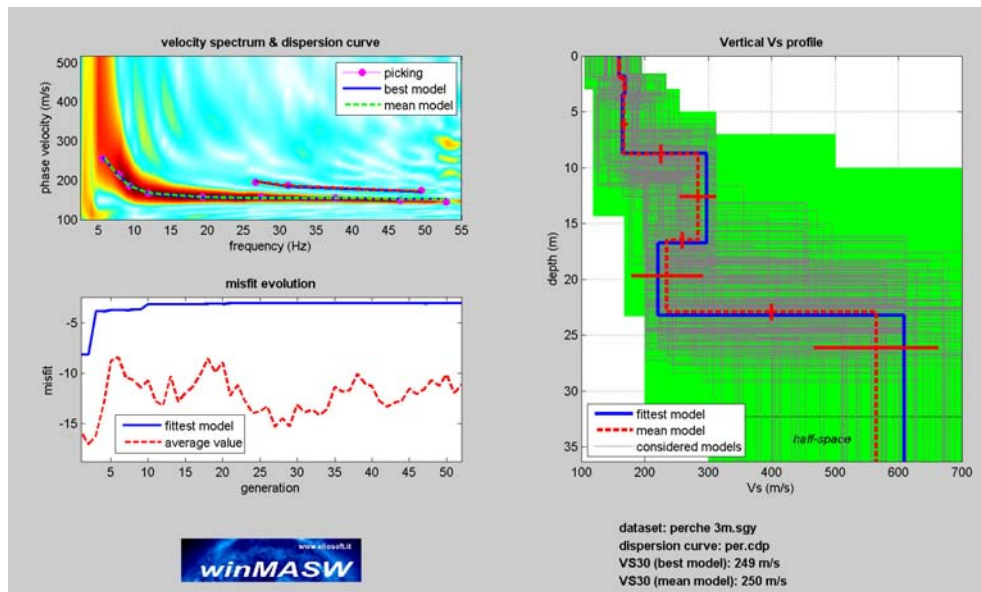 velocity spectrum & dispersion curve
500
400
300
200
100
phase velocity (m/s)
picking
best model
mean model
5 10 15 20 25 30 35 40 45 50 55
frequency (Hz)
misfit evolution
-5
-10
-15
misfit
fittest model
average value
5 10 15 20 25 30 35 40 45 50
generation
www.eliosoft.it
winMASW
Vertical Vs profile
0
5
10
15
20
25
30
35
depth (m)
fittest model
mean model
considered models
half-space
100 200 300 400 500 600 700
Vs (m/s)
dataset: perche 3m.sgy
dispersion curve: per.cdp
VS30 (best model): 249 m/s
VS30 (mean model): 250 m/s